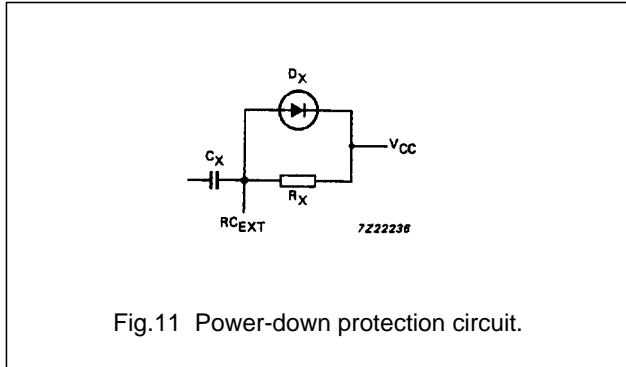 DX
VCC
CX
RX
RCEXT
7Z22236
Fig.11 Power-down protection circuit.